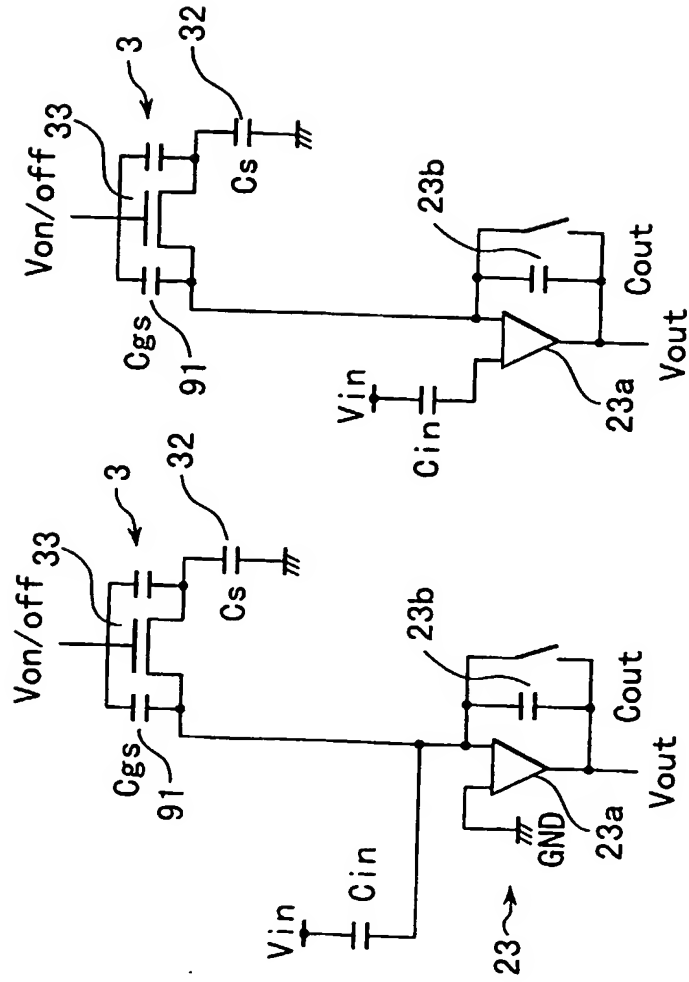 Von/off
33
3
Cgs
91
32
Cs
Vin
Cin
23b
23
GND
23a
Cout
Vout
Von/off
33
3
Cgs
91
32
Cs
Vin
Cin
23b
23a
Cout
Vout